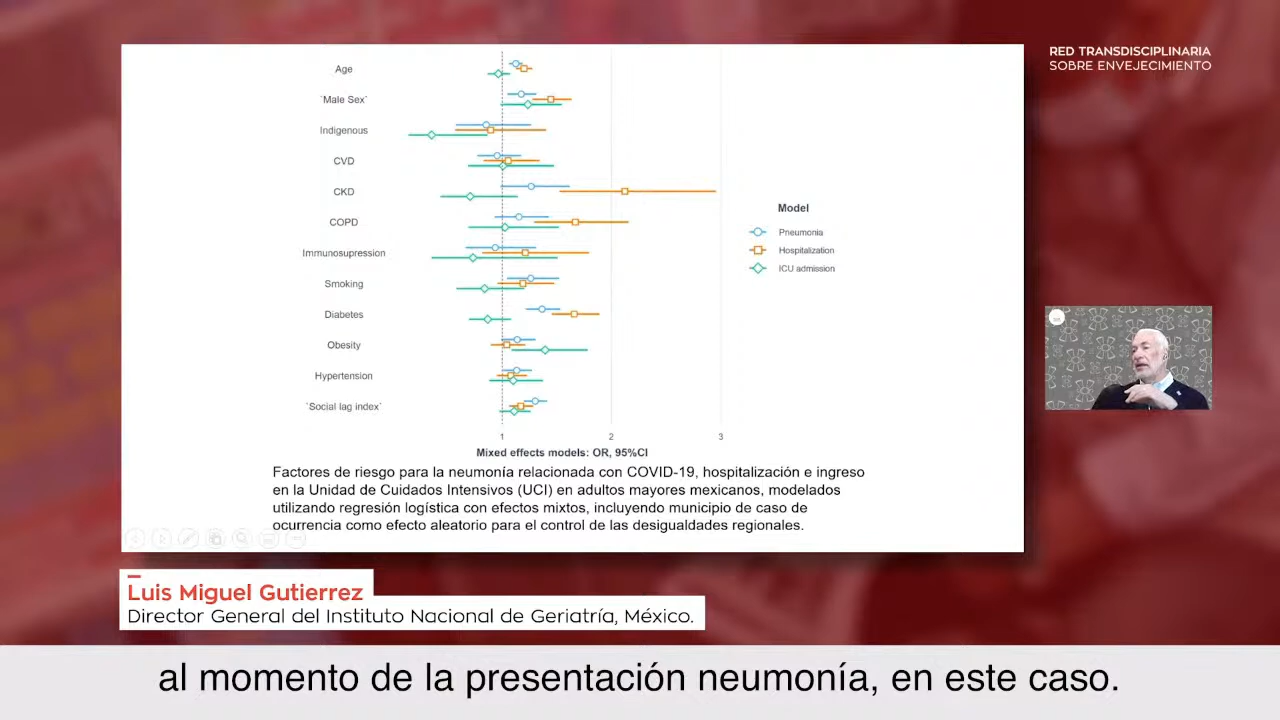 RED TRANSDISCIPLINARIA
SOBRE ENVEJECIMIENTO
Age
`Male Sex`
Indigenous
CVD
CKD
COPD
Immunosupression
Smoking
Diabetes
Obesity
Hypertension
`Social lag index`
1 2 3
Mixed effects models: OR, 95%CI
Model
Pneumonia
Hospitalization
ICU admission
Factores de riesgo para la neumonía relacionada con COVID-19, hospitalización e ingreso
en la Unidad de Cuidados Intensivos (UCI) en adultos mayores mexicanos, modelados
utilizando regresión logística con efectos mixtos, incluyendo municipio de caso de
ocurrencia como efecto aleatorio para el control de las desigualdades regionales.
Luis Miguel Gutierrez
Director General del Instituto Nacional de Geriatría, México.
al momento de la presentación neumonía, en este caso.